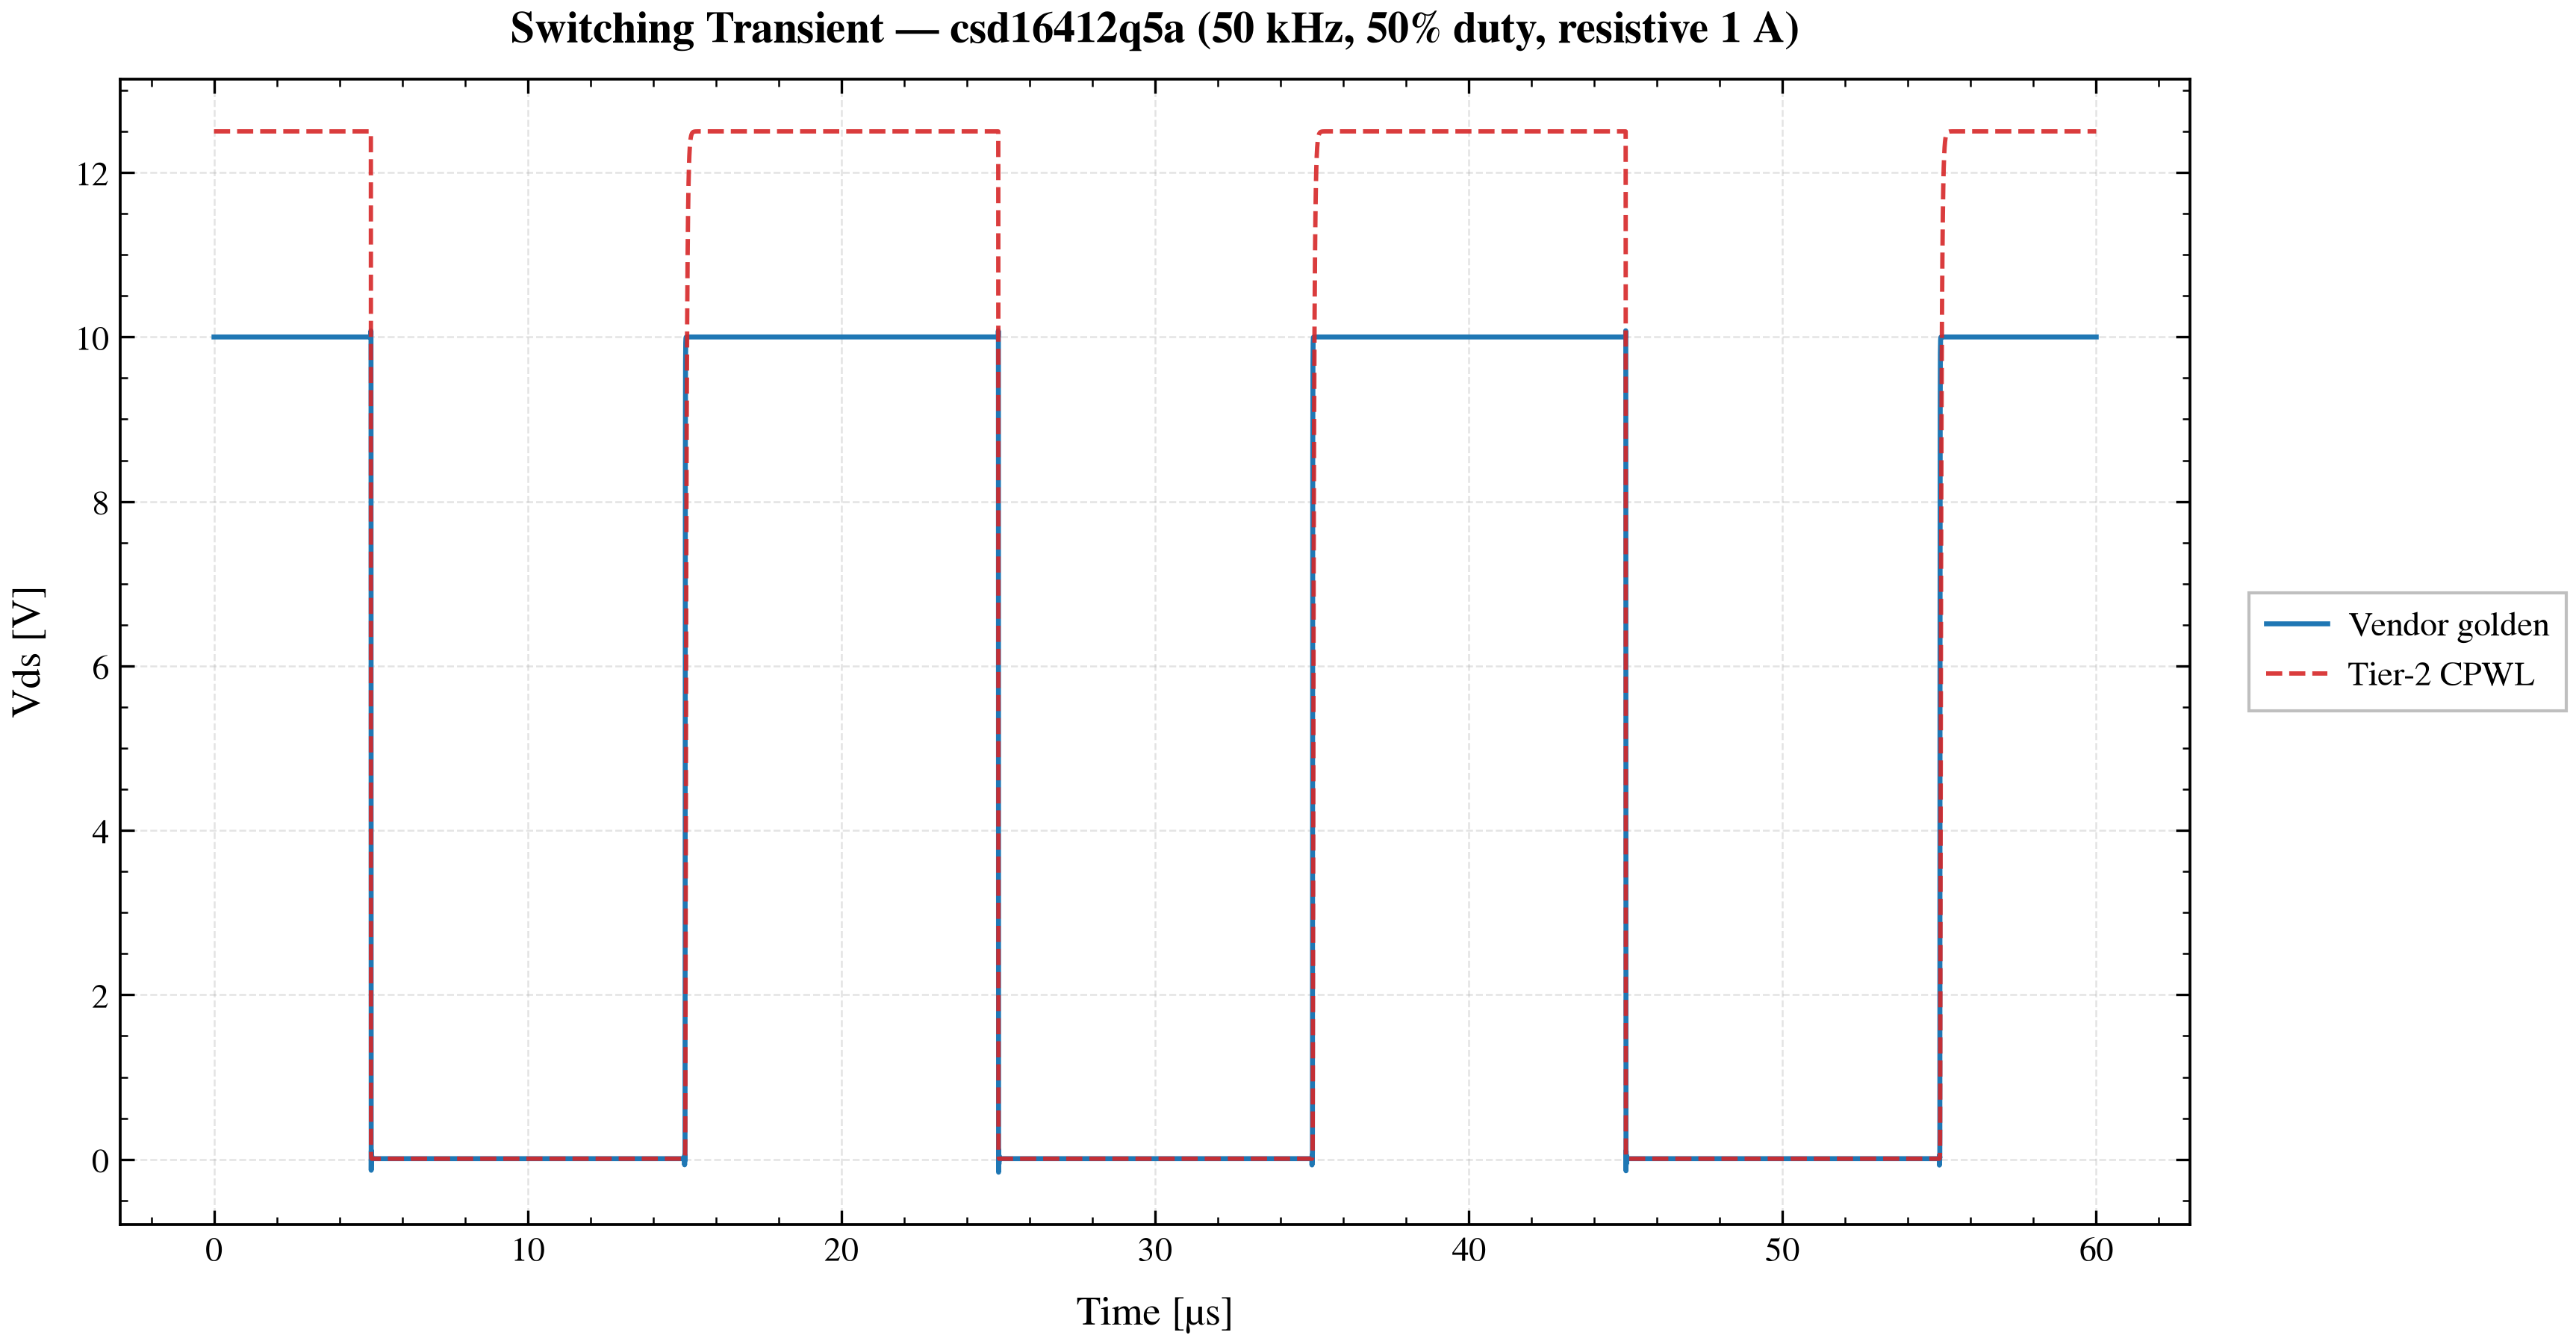 Switching Transient — csd16412q5a (50 kHz, 50% duty, resistive 1 A)
Vds [V]
12
10
8
6
4
2
0
0 10 20 30 40 50 60
Time [μs]
Vendor golden
Tier-2 CPWL